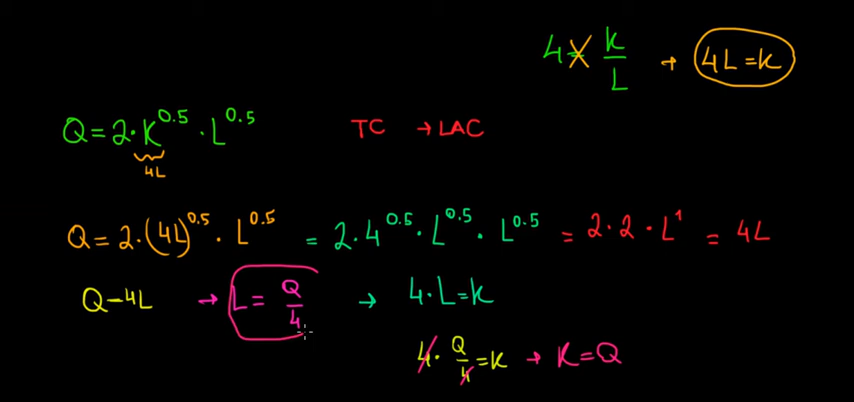 4 = K/L → 4L = K
Q = 2 · K^0.5 · L^0.5
4L
TC → LAC
Q = 2 · (4L)^0.5 · L^0.5 = 2 · 4^0.5 · L^0.5 · L^0.5 = 2 · 2 · L^1 = 4L
Q - 4L → L = Q/4 → 4 · L = K
4 · Q/4 = K → K = Q